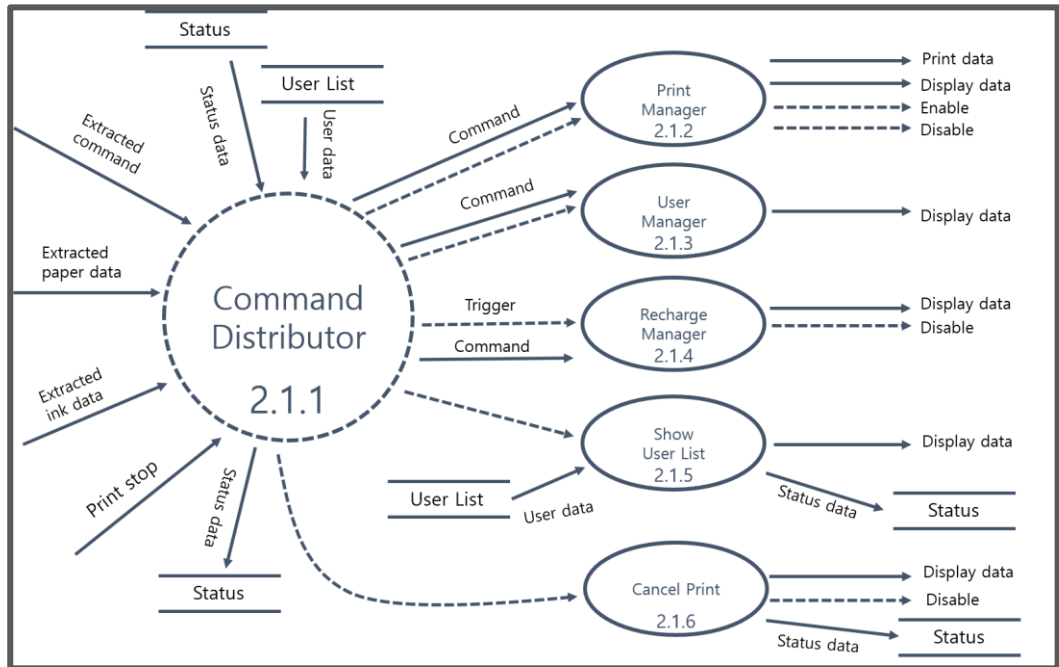 Status
Status data
User List
User data
Extracted
command
Extracted
paper data
Extracted
ink data
Print stop
Command
Distributor
2.1.1
Status data
Status
Command
Print
Manager
2.1.2
Print data
Display data
Enable
Disable
Command
User
Manager
2.1.3
Display data
Trigger
Command
Recharge
Manager
2.1.4
Display data
Disable
Show
User List
2.1.5
User List
User data
Display data
Status data
Status
Cancel Print
2.1.6
Display data
Disable
Status data
Status